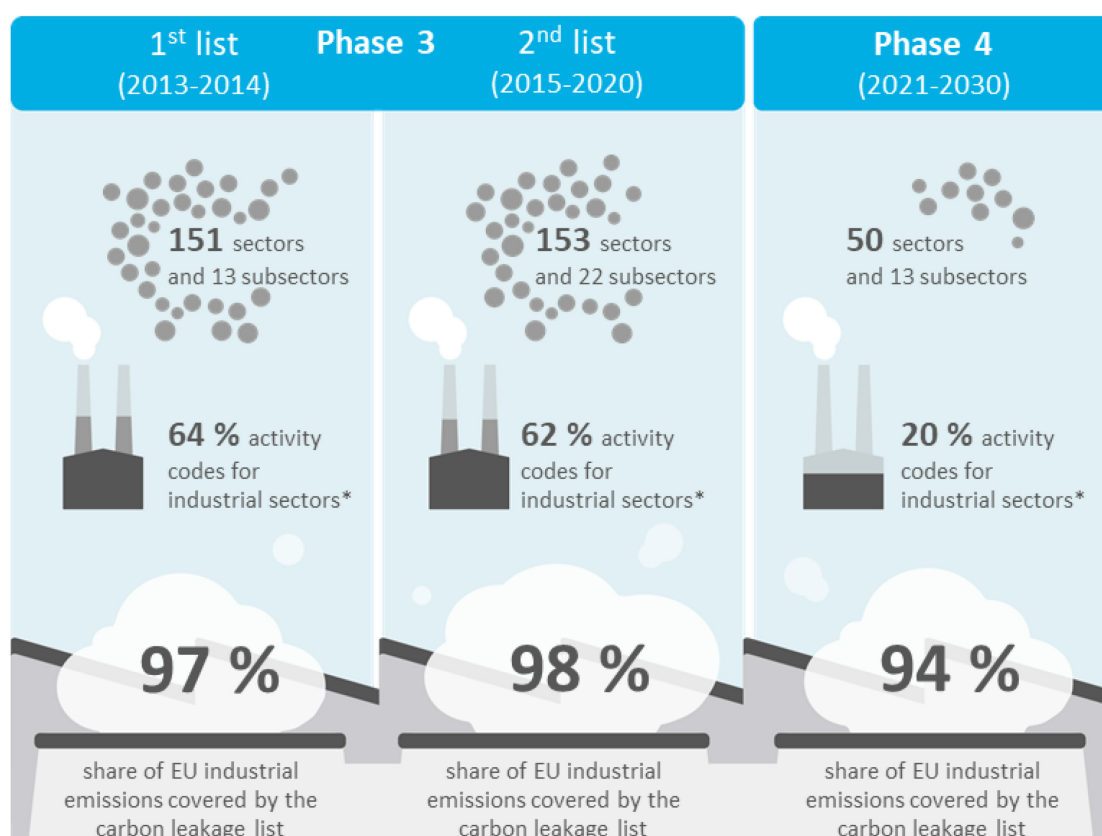 Phase 3
1st list
(2013-2014)
2nd list
(2015-2020)
Phase 4
(2021-2030)
151 sectors
and 13 subsectors
153 sectors
and 22 subsectors
50 sectors
and 13 subsectors
64 % activity
codes for
industrial sectors*
62 % activity
codes for
industrial sectors*
20 % activity
codes for
industrial sectors*
97 %
98 %
94 %
share of EU industrial
emissions covered by the
carbon leakage list
share of EU industrial
emissions covered by the
carbon leakage list
share of EU industrial
emissions covered by the
carbon leakage list